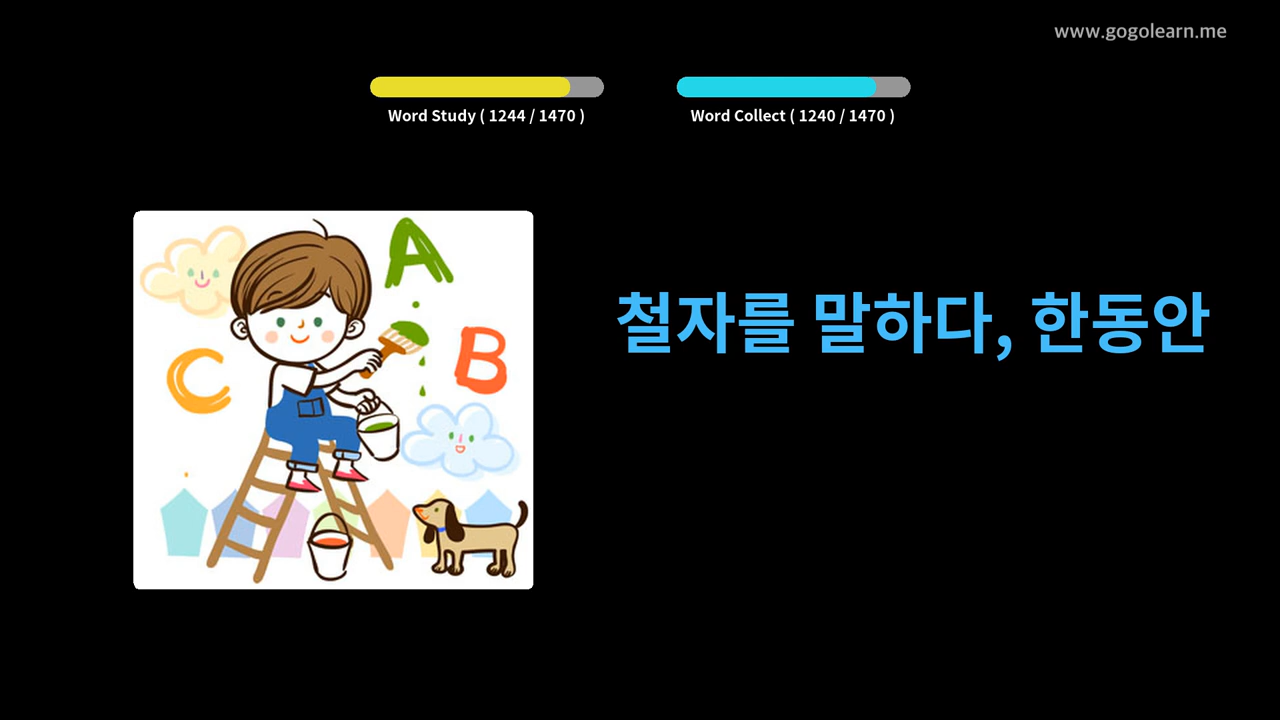 www.gogolearn.me
Word Study ( 1244 / 1470 )
Word Collect ( 1240 / 1470 )
A
B
C
철자를 말하다, 한동안